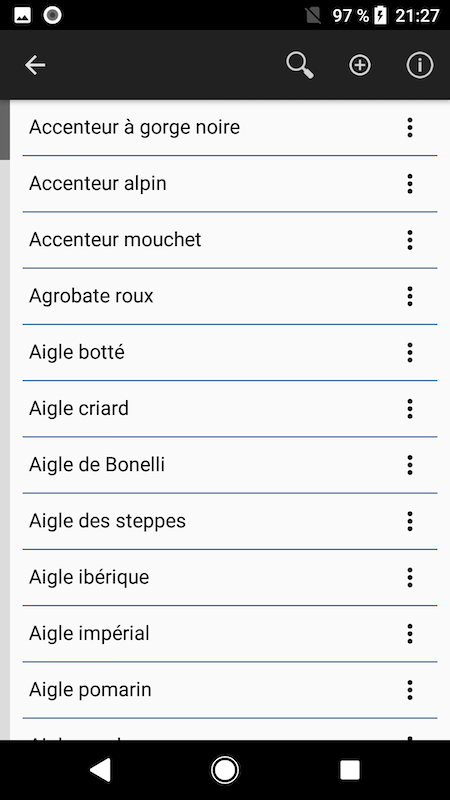 97 % 21:27
Accenteur à gorge noire
Accenteur alpin
Accenteur mouchet
Agrobate roux
Aigle botté
Aigle criard
Aigle de Bonelli
Aigle des steppes
Aigle ibérique
Aigle impérial
Aigle pomarin